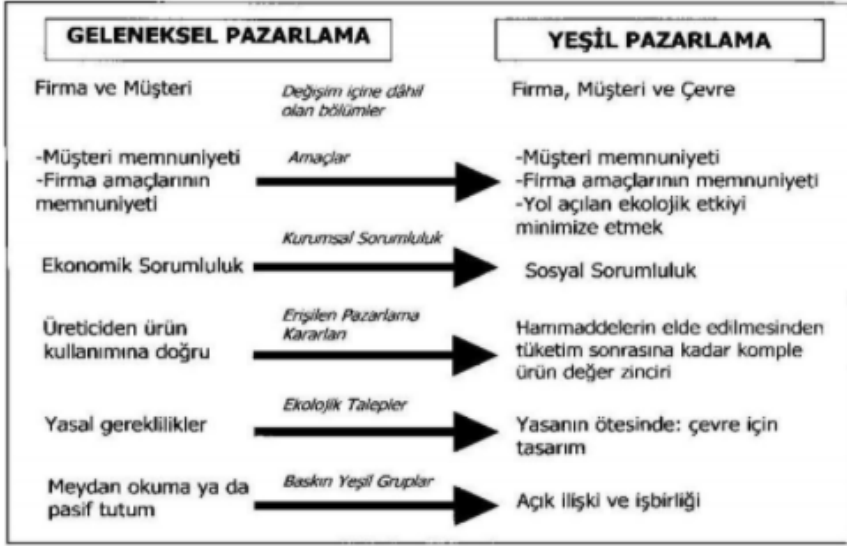 GELENEKSEL PAZARLAMA
YEŞİL PAZARLAMA
Firma ve Müşteri
Değişim içine dâhil
olan bölümler
Firma, Müşteri ve Çevre
-Müşteri memnuniyeti
-Firma amaçlarının
memnuniyeti
Amaçlar
-Müşteri memnuniyeti
-Firma amaçlarının memnuniyeti
-Yol açılan ekolojik etkiyi
minimize etmek
Ekonomik Sorumluluk
Kurumsal Sorumluluk
Sosyal Sorumluluk
Üreticiden ürün
kullanımına doğru
Erişilen Pazarlama
Kararları
Hammaddelerin elde edilmesinden
tüketim sonrasına kadar komple
ürün değer zinciri
Yasal gereklilikler
Ekolojik Talepler
Yasanın ötesinde: çevre için
tasarım
Meydan okuma ya da
pasif tutum
Baskın Yeşil Gruplar
Açık ilişki ve işbirliği